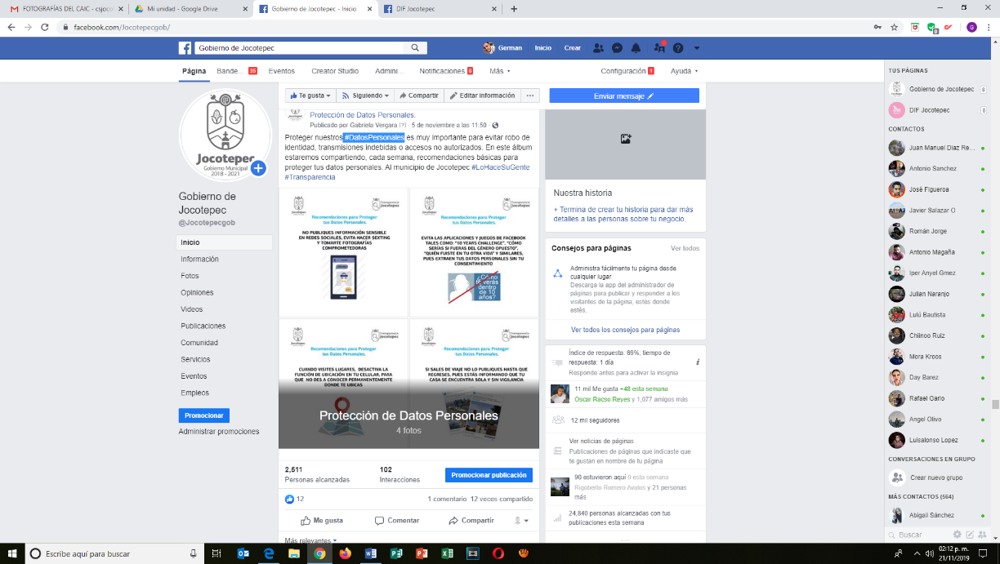 FOTOGRAFÍAS DEL CAIC - csjoco
Mi unidad - Google Drive
Gobierno de Jocotepec - Inicio
DIF Jocotepec
facebook.com/Jocotepecgob/
Gobierno de Jocotepec
German
Inicio
Crear
Página
Bande... 35
Eventos
Creator Studio
Admini...
Notificaciones 8
Más
Configuración 1
Ayuda
Jocotepec
Gobierno Municipal
2018 - 2021
Gobierno de
Jocotepec
@Jocotepecgob
Inicio
Información
Fotos
Opiniones
Videos
Publicaciones
Comunidad
Servicios
Eventos
Empleos
Promocionar
Administrar promociones
Te gusta
Siguiendo
Compartir
Editar información
Protección de Datos Personales.
Publicado por Gabriela Vergara [?] · 5 de noviembre a las 11:50 ·
Proteger nuestros #DatosPersonales es muy importante para evitar robo de
identidad, transmisiones indebidas o accesos no autorizados. En este álbum
estaremos compartiendo, cada semana, recomendaciones básicas para
proteger tus datos personales. Al municipio de Jocotepec #LoHaceSuGente
#Transparencia
Recomendaciones para Proteger
tus Datos Personales.
NO PUBLIQUES INFORMACIÓN SENSIBLE
EN REDES SOCIALES, EVITA HACER SEXTING
Y TOMARTE FOTOGRAFÍAS
COMPROMETEDORAS
Recomendaciones para Proteger
tus Datos Personales.
EVITA LAS APLICACIONES Y JUEGOS DE FACEBOOK
TALES COMO: "10 YEARS CHALLENGE", "CÓMO
SERÍAS SI FUERAS DEL GÉNERO OPUESTO",
"QUIÉN FUISTE EN TU OTRA VIDA" Y SIMILARES,
PUES EXTRAEN TUS DATOS PERSONALES SIN TU
CONSENTIMIENTO
¿Cómo
te verás
dentro
de 10
años?
Recomendaciones para Proteger
tus Datos Personales.
CUANDO VISITES LUGARES, DESACTIVA LA
FUNCIÓN DE UBICACIÓN EN TU CELULAR, PARA
QUE NO DES A CONOCER PERMANENTEMENTE
DONDE TE UBICAS
Recomendaciones para Proteger
tus Datos Personales.
SI SALES DE VIAJE NO LO PUBLIQUES HASTA QUE
REGRESES, PUES ESTÁS INFORMANDO QUE TU
CASA SE ENCUENTRA SOLA Y SIN VIGILANCIA
Protección de Datos Personales
4 fotos
2,511
Personas alcanzadas
102
Interacciones
Promocionar publicación
12
1 comentario 12 veces compartido
Me gusta
Comentar
Compartir
Más relevantes
Enviar mensaje
Nuestra historia
+ Termina de crear tu historia para dar más
detalles a las personas sobre tu negocio.
Consejos para páginas
Ver todos
Administra fácilmente tu página desde
cualquier lugar
Descarga la app del administrador de
páginas para publicar y responder a los
visitantes de la página, estés donde
estés.
Ver todos los consejos para páginas
Índice de respuesta: 69%, tiempo de
respuesta: 1 día
Responde antes para activar la insignia
11 mil Me gusta +48 esta semana
Oscar Racso Reyes y 1,077 amigos más
12 mil seguidores
Ver noticias de páginas
Publicaciones de páginas que indicaste que
te gustan en nombre de tu página
90 estuvieron aquí 0 esta semana
Rigoberto Romero Avalos y 21 personas
más
24,840 personas alcanzadas con tus
publicaciones esta semana
TUS PÁGINAS
Gobierno de Jocotepec 8
DIF Jocotepec 8
CONTACTOS
Juan Manuel Diaz Re...
Antonio Sanchez
José Figueroa
Javier Salazar O
Román Jorge
Antonio Magaña
Iper Anyel Gmez
Julian Naranjo
Lulú Bautista
Chiinoo Ruiz
Mora Kroos
Day Barez
Rafael Garlo
Angel Olivo
Luisalonso Lopez
CONVERSACIONES EN GRUPO
Crear nuevo grupo
MÁS CONTACTOS (564)
Abigail Sánchez
Buscar
Escribe aquí para buscar
02:12 p. m.
21/11/2019